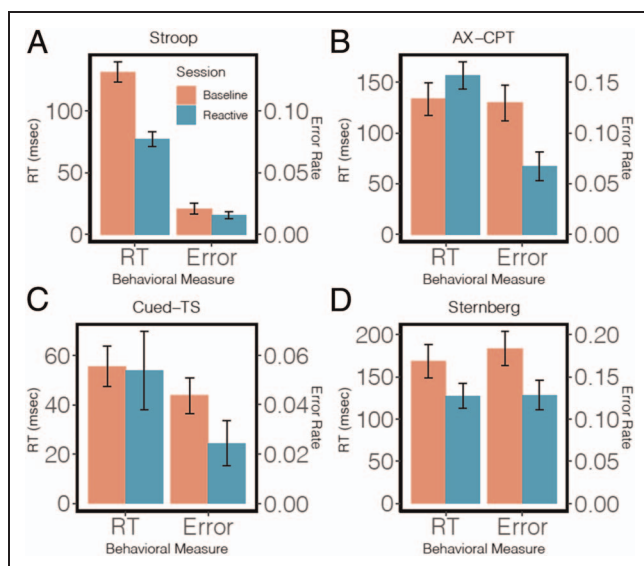 A
Stroop
Session
Baseline
Reactive
RT (msec)
100
50
0
Error Rate
0.10
0.05
0.00
RT Error
Behavioral Measure
B
AX-CPT
RT (msec)
150
100
50
0
Error Rate
0.15
0.10
0.05
0.00
RT Error
Behavioral Measure
C
Cued-TS
RT (msec)
60
40
20
0
Error Rate
0.06
0.04
0.02
0.00
RT Error
Behavioral Measure
D
Sternberg
RT (msec)
200
150
100
50
0
Error Rate
0.20
0.15
0.10
0.05
0.00
RT Error
Behavioral Measure